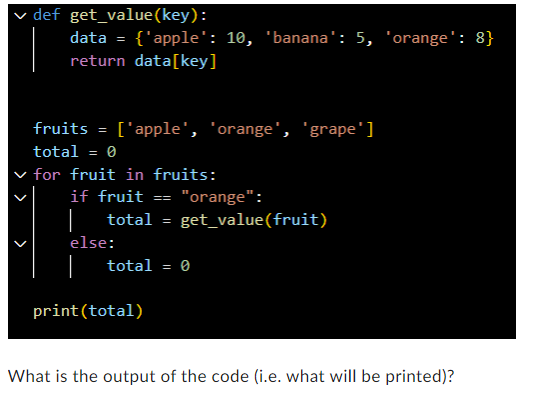 def get_value(key):
    data = {'apple': 10, 'banana': 5, 'orange': 8}
    return data[key]
fruits = ['apple', 'orange', 'grape']
total = 0
for fruit in fruits:
    if fruit == "orange":
        total = get_value(fruit)
    else:
        total = 0
print(total)
What is the output of the code (i.e. what will be printed)?